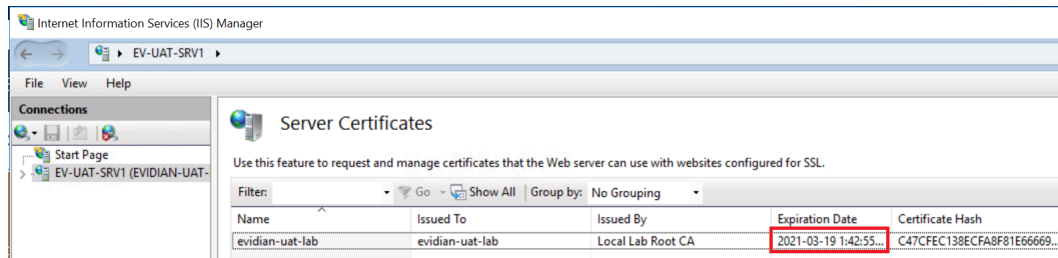 Internet Information Services (IIS) Manager
EV-UAT-SRV1
File View Help
Connections
Start Page
EV-UAT-SRV1 (EVIDIAN-UAT-
Server Certificates
Use this feature to request and manage certificates that the Web server can use with websites configured for SSL.
Filter: Go Show All Group by: No Grouping
Name Issued To Issued By Expiration Date Certificate Hash
evidian-uat-lab evidian-uat-lab Local Lab Root CA 2021-03-19 1:42:55... C47CFEC138ECFA8F81E66669...